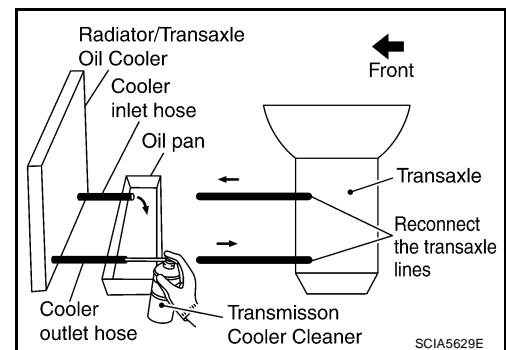 Radiator/Transaxle
Oil Cooler
Cooler
inlet hose
Oil pan
Front
Transaxle
Reconnect
the transaxle
lines
Cooler
outlet hose
Transmisson
Cooler Cleaner
SCIA5629E